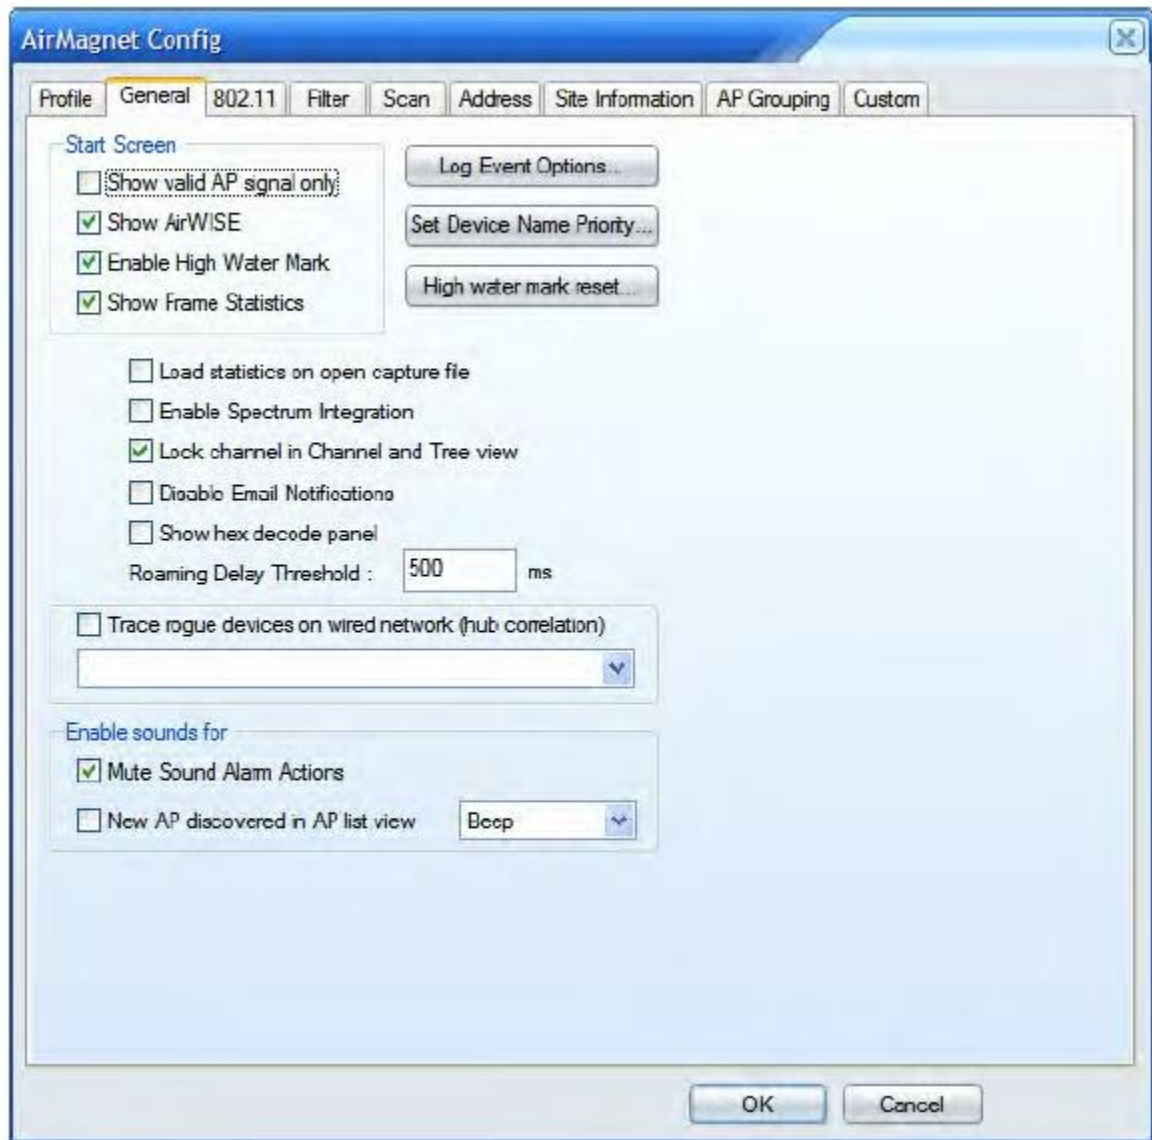 AirMagnet Config
Profile General 802.11 Filter Scan Address Site Information AP Grouping Custom
Start Screen
Show valid AP signal only
Show AirWISE
Enable High Water Mark
Show Frame Statistics
Log Event Options...
Set Device Name Priority...
High water mark reset...
Load statistics on open capture file
Enable Spectrum Integration
Lock channel in Channel and Tree view
Disable Email Notifications
Show hex decode panel
Roaming Delay Threshold : 500 ms
Trace rogue devices on wired network (hub correlation)
Enable sounds for
Mute Sound Alarm Actions
New AP discovered in AP list view Beep
OK Cancel